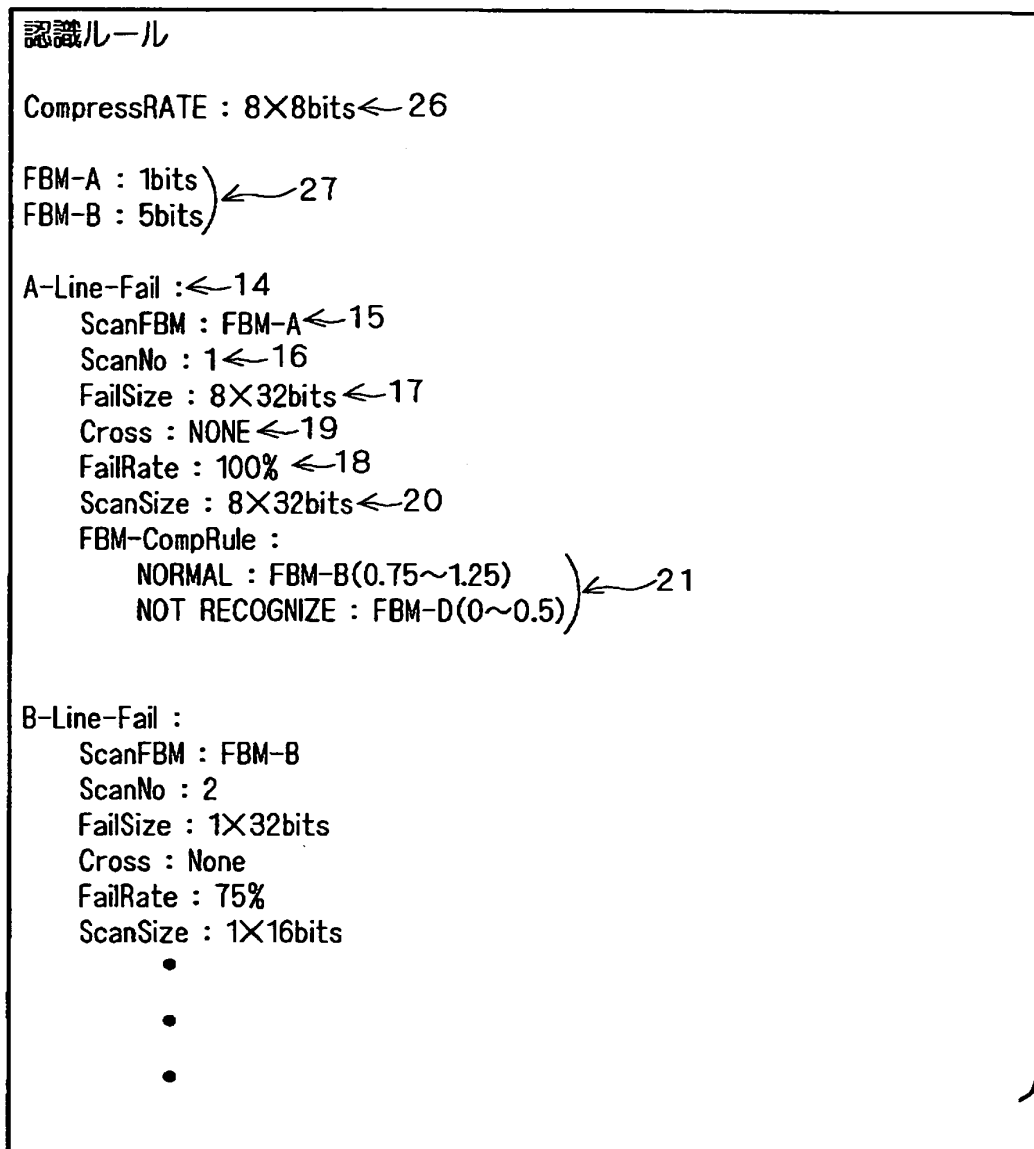 認識ルール
CompressRATE : 8×8bits←26
FBM-A : 1bits
FBM-B : 5bits
←27
A-Line-Fail :←14
ScanFBM : FBM-A←15
ScanNo : 1←16
FailSize : 8×32bits←17
Cross : NONE←19
FailRate : 100% ←18
ScanSize : 8×32bits←20
FBM-CompRule :
NORMAL : FBM-B(0.75～1.25)
NOT RECOGNIZE : FBM-D(0～0.5)
←21
B-Line-Fail :
ScanFBM : FBM-B
ScanNo : 2
FailSize : 1×32bits
Cross : None
FailRate : 75%
ScanSize : 1×16bits